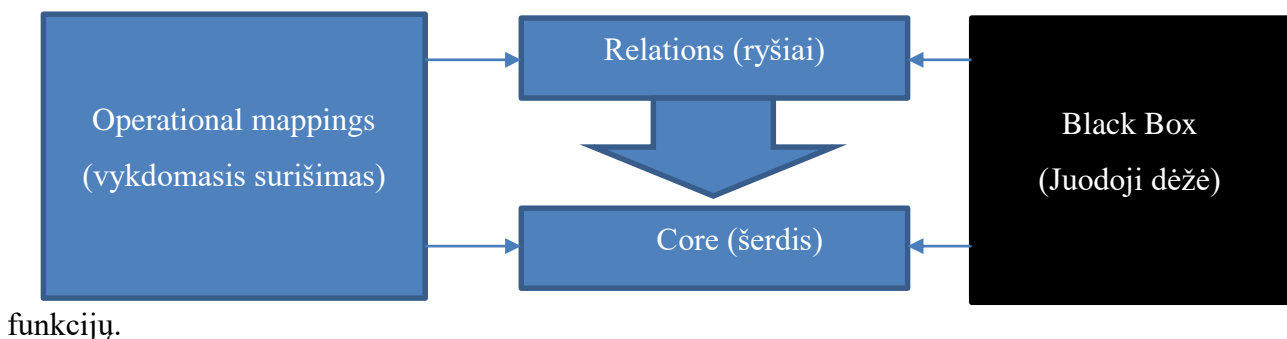 Operational mappings
(vykdomasis surišimas)
Relations (ryšiai)
Core (šerdis)
Black Box
(Juodoji dėžė)
funkcijų.